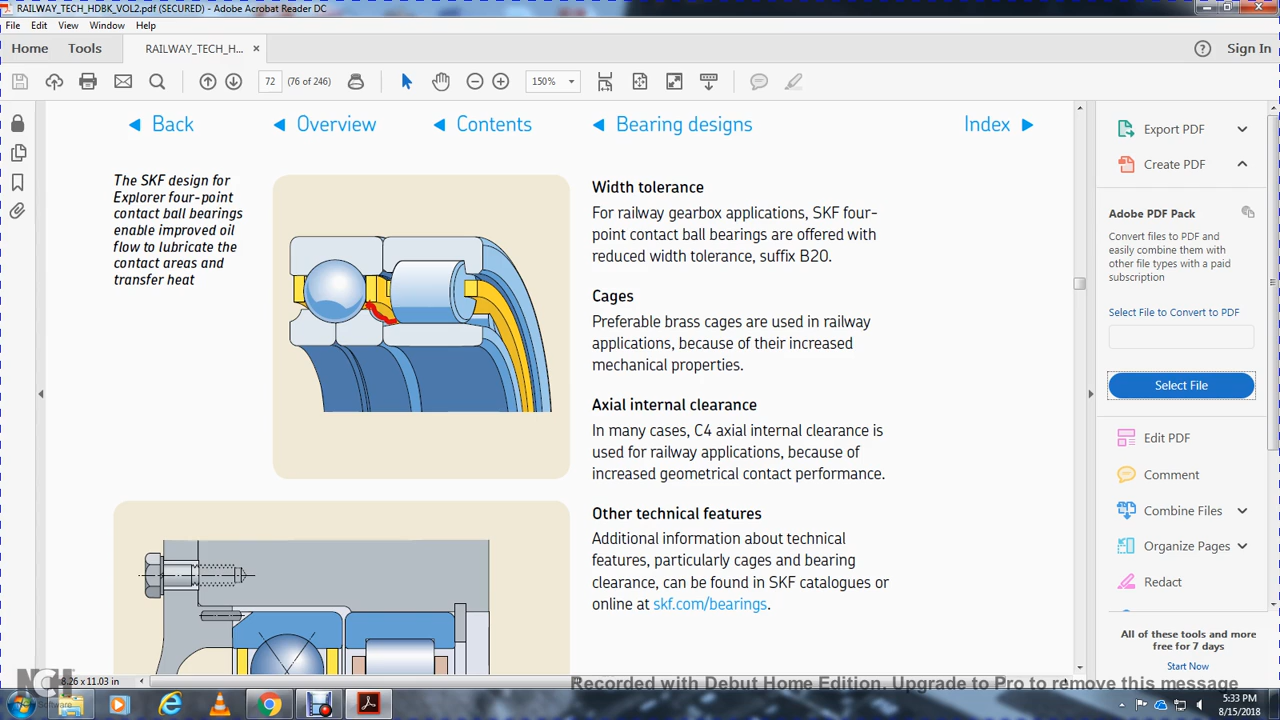 RAILWAY_TECH_HDBK_VOL2.pdf (SECURED) - Adobe Acrobat Reader DC
File Edit View Window Help
Home Tools RAILWAY_TECH_H... × Sign In
72 (76 of 246) 150%
Back Overview Contents Bearing designs Index
The SKF design for
Explorer four-point
contact ball bearings
enable improved oil
flow to lubricate the
contact areas and
transfer heat
Width tolerance
For railway gearbox applications, SKF four-
point contact ball bearings are offered with
reduced width tolerance, suffix B20.
Cages
Preferable brass cages are used in railway
applications, because of their increased
mechanical properties.
Axial internal clearance
In many cases, C4 axial internal clearance is
used for railway applications, because of
increased geometrical contact performance.
Other technical features
Additional information about technical
features, particularly cages and bearing
clearance, can be found in SKF catalogues or
online at skf.com/bearings.
Export PDF
Create PDF
Adobe PDF Pack
Convert files to PDF and
easily combine them with
other file types with a paid
subscription
Select File to Convert to PDF
Select File
Edit PDF
Comment
Combine Files
Organize Pages
Redact
All of these tools and more
free for 7 days
Start Now
8.26 x 11.03 in
NCH
Software
Recorded with Debut Home Edition. Upgrade to Pro to remove this message
5:33 PM
8/15/2018